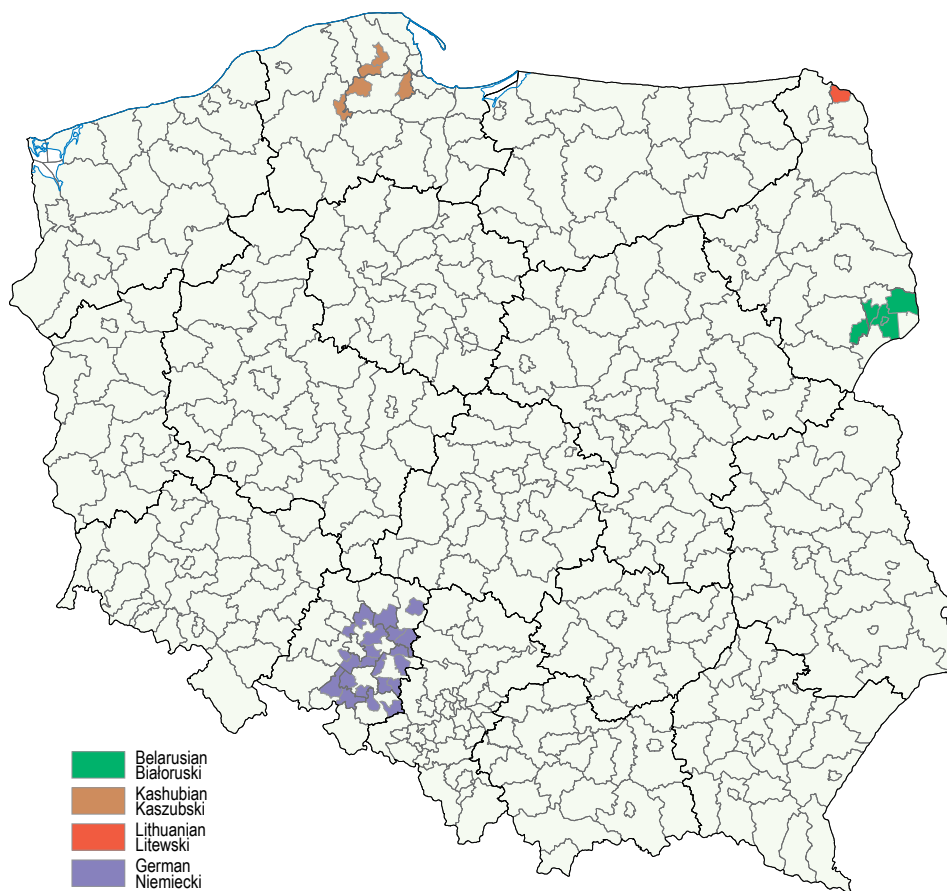 Belarusian
Białoruski
Kashubian
Kaszubski
Lithuanian
Litewski
German
Niemiecki